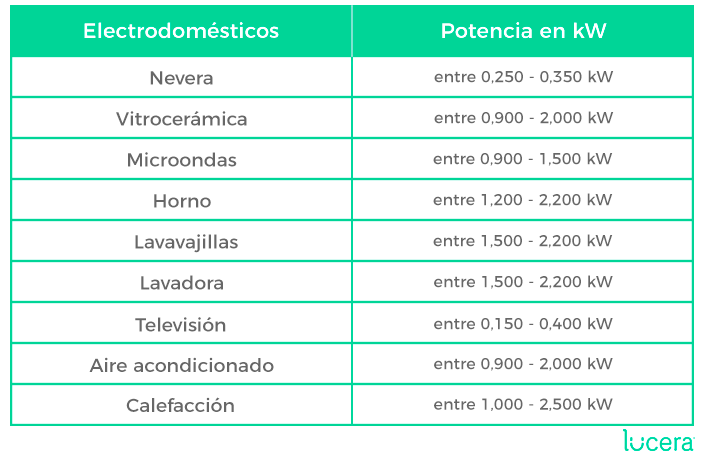 Electrodomésticos Potencia en kW
Nevera entre 0,250 - 0,350 kW
Vitrocerámica entre 0,900 - 2,000 kW
Microondas entre 0,900 - 1,500 kW
Horno entre 1,200 - 2,200 kW
Lavavajillas entre 1,500 - 2,200 kW
Lavadora entre 1,500 - 2,200 kW
Televisión entre 0,150 - 0,400 kW
Aire acondicionado entre 0,900 - 2,000 kW
Calefacción entre 1,000 - 2,500 kW
lucera